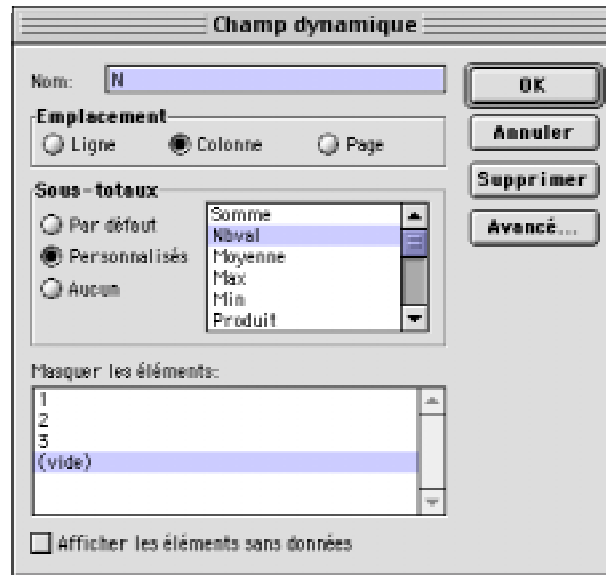 Champ dynamique
Nom: N
OK
Annuler
Supprimer
Avancé...
Emplacement
Ligne Colonne Page
Sous-totaux
Par défaut
Personnalisés
Aucun
Somme
Nbval
Moyenne
Max
Min
Produit
Masquer les éléments:
1
2
3
(vide)
Afficher les éléments sans données